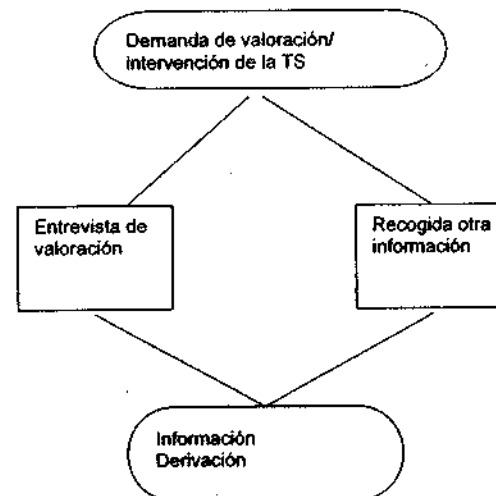 Demanda de valoración/
intervención de la TS
Entrevista de
valoración
Recogida otra
información
Información
Derivación